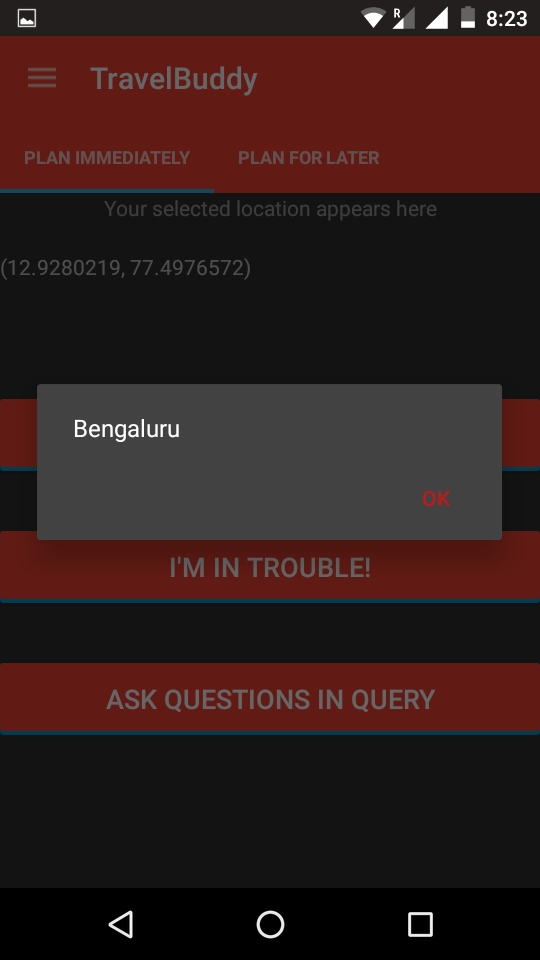 R
8:23
TravelBuddy
PLAN IMMEDIATELY
PLAN FOR LATER
Your selected location appears here
(12.9280219, 77.4976572)
Bengaluru
OK
I'M IN TROUBLE!
ASK QUESTIONS IN QUERY